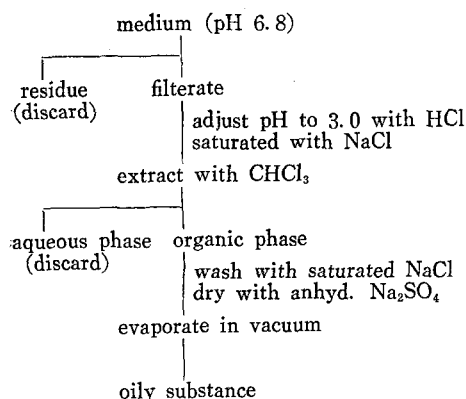 medium (pH 6.8)
residue filterate
(discard)
adjust pH to 3.0 with HCl
saturated with NaCl
extract with CHCl₃
aqueous phase organic phase
(discard)
wash with saturated NaCl
dry with anhyd. Na₂SO₄
evaporate in vacuum
oily substance